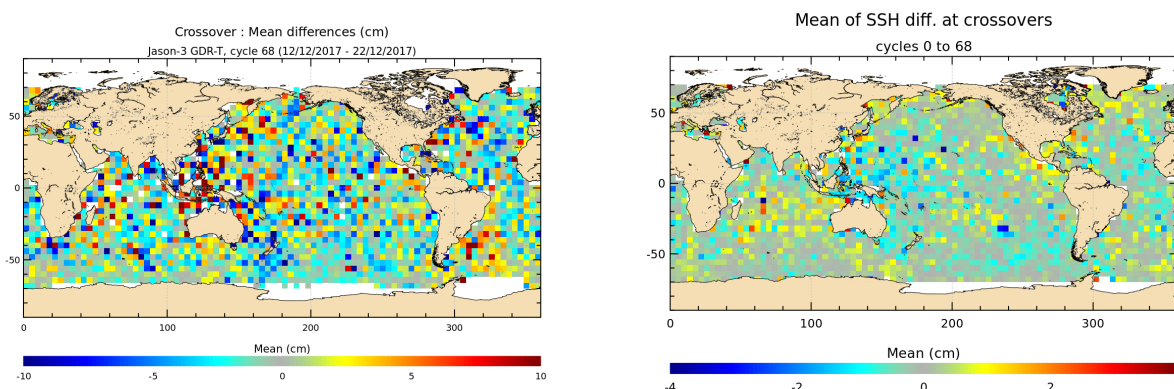 Crossover : Mean differences (cm)
Jason-3 GDR-T, cycle 68 (12/12/2017 - 22/12/2017)
50
0
-50
0 100 200 300
Mean (cm)
-10 -5 0 5 10
Mean of SSH diff. at crossovers
cycles 0 to 68
50
0
-50
0 100 200 300
Mean (cm)
-4 -2 0 2